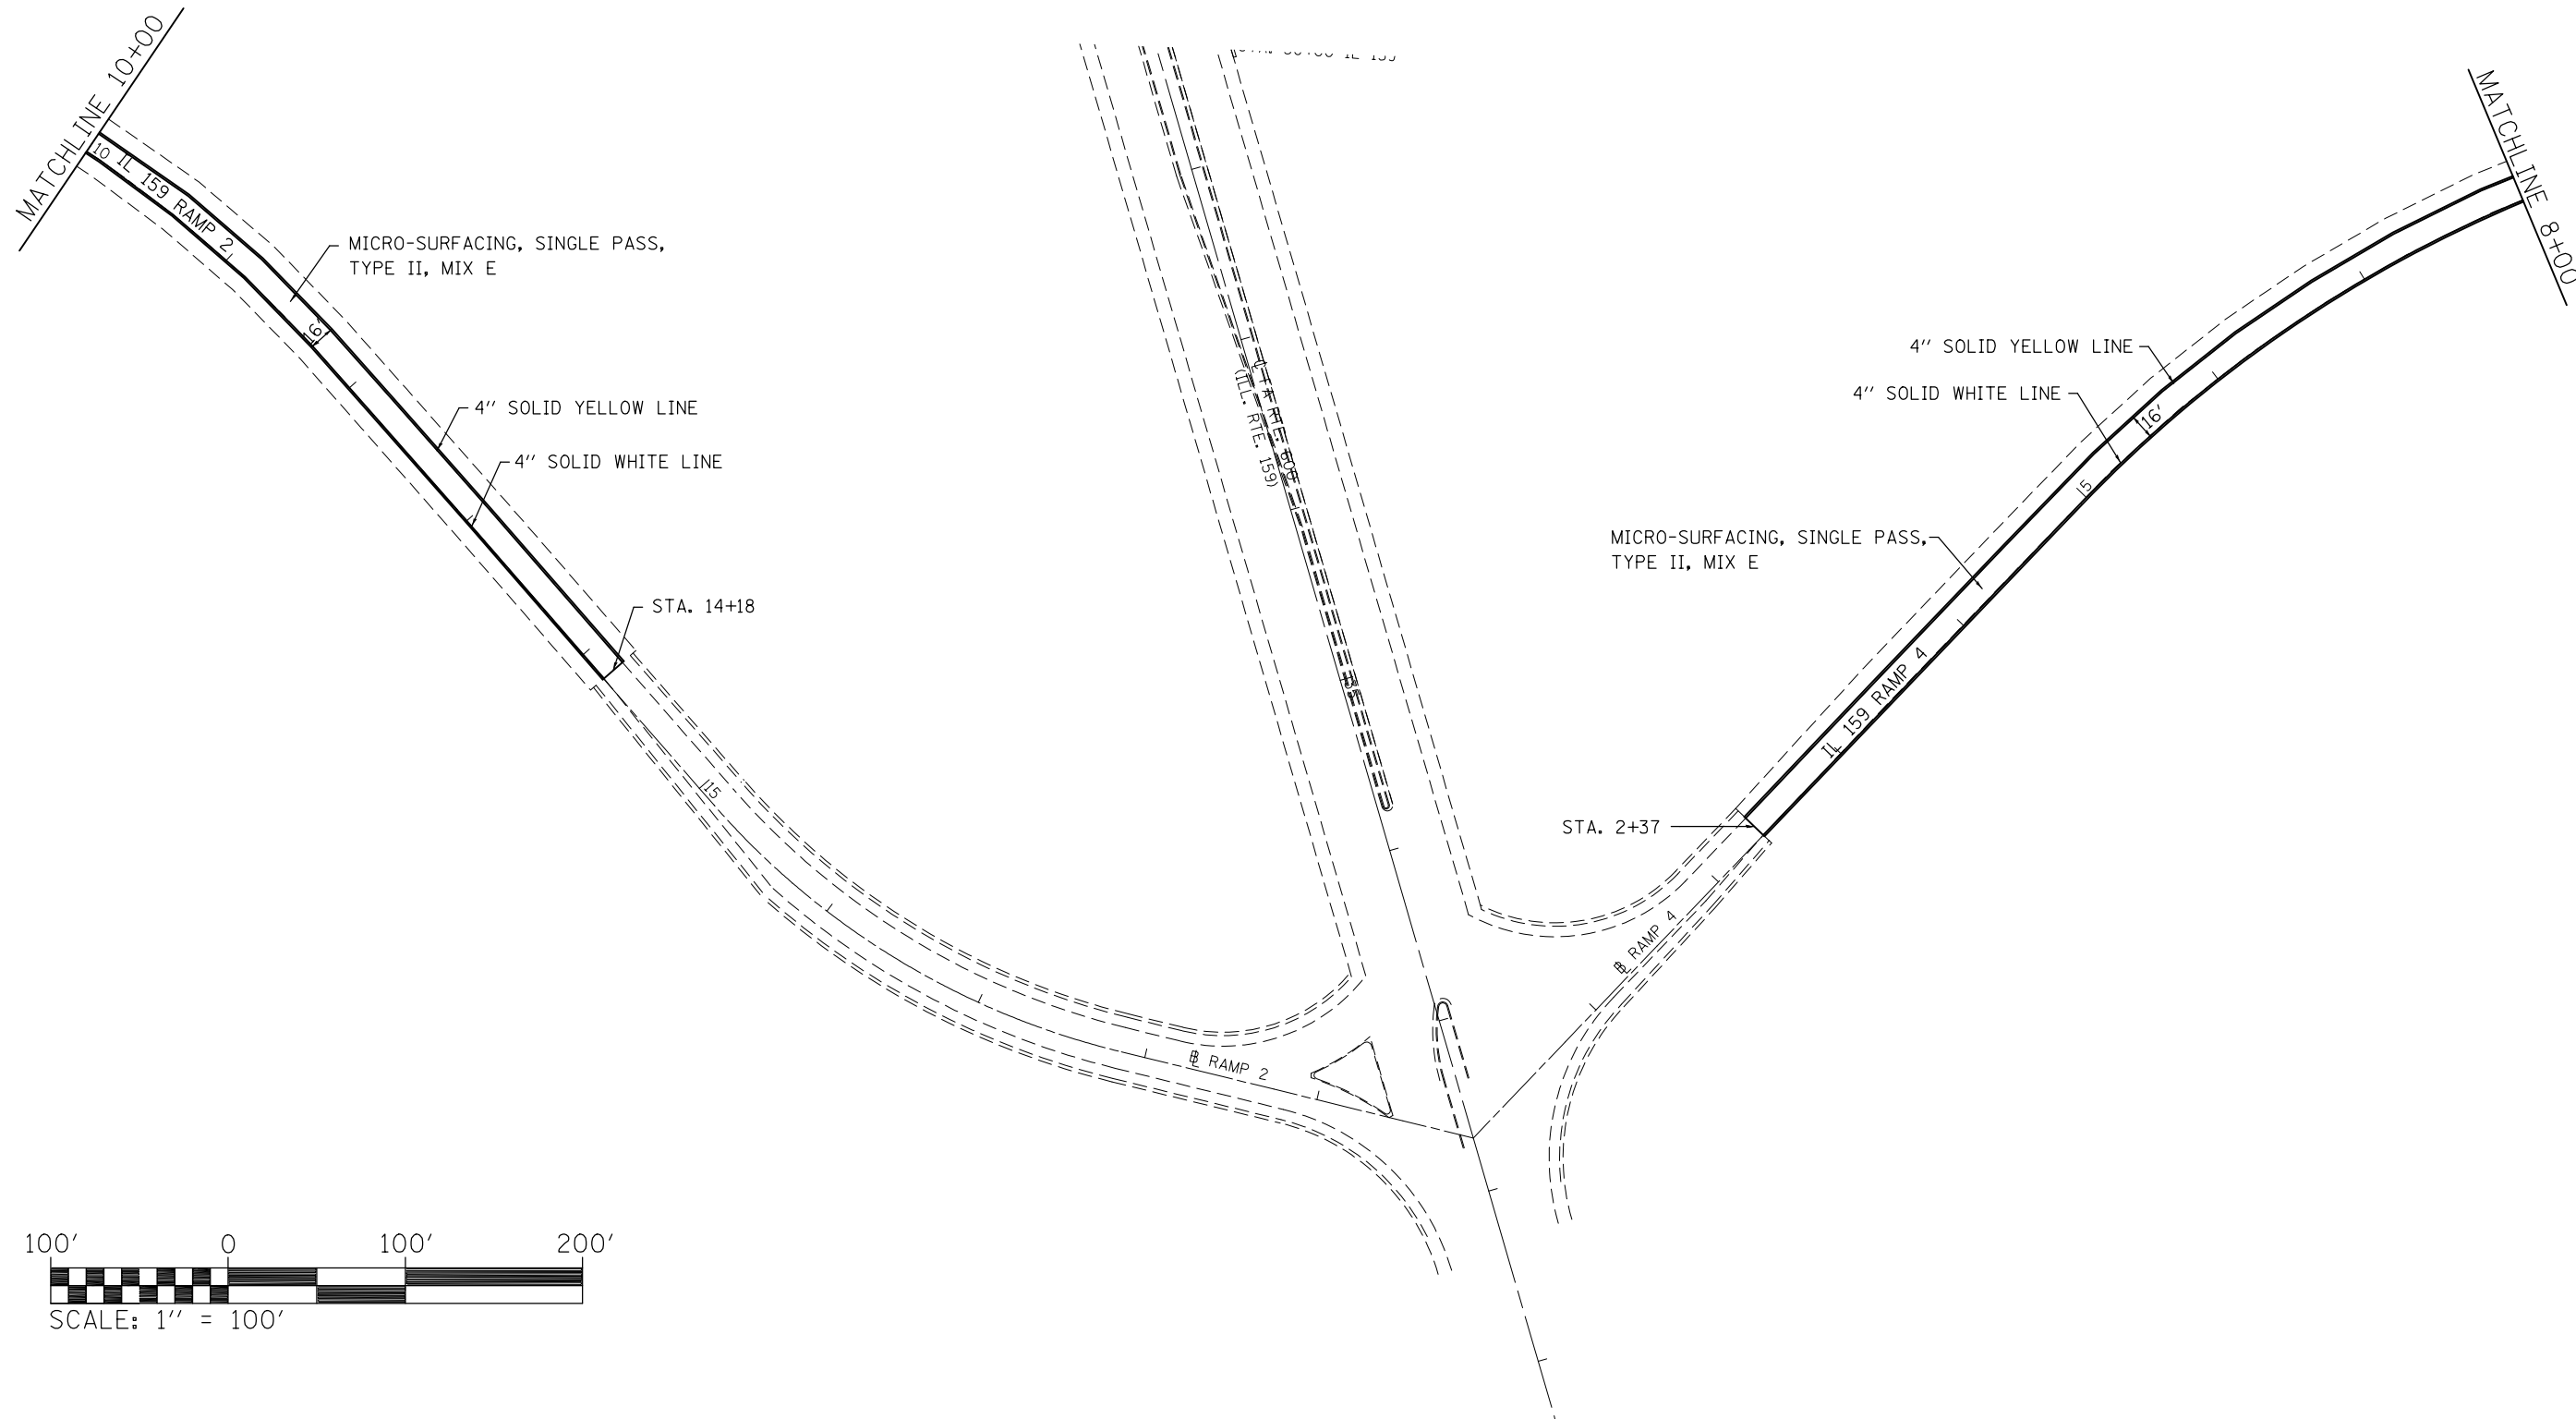 MATCHLINE 10+00
10
IL 159 RAMP 2
MICRO-SURFACING, SINGLE PASS,
TYPE II, MIX E
16'
4" SOLID YELLOW LINE
4" SOLID WHITE LINE
STA. 14+18
15
℄ FA RTE. 606
(ILL. RTE. 159)
MATCHLINE 8+00
4" SOLID YELLOW LINE
4" SOLID WHITE LINE
16'
5
MICRO-SURFACING, SINGLE PASS,
TYPE II, MIX E
IL 159 RAMP 4
STA. 2+37
RAMP 4
RAMP 2
100' 0 100' 200'
SCALE: 1" = 100'